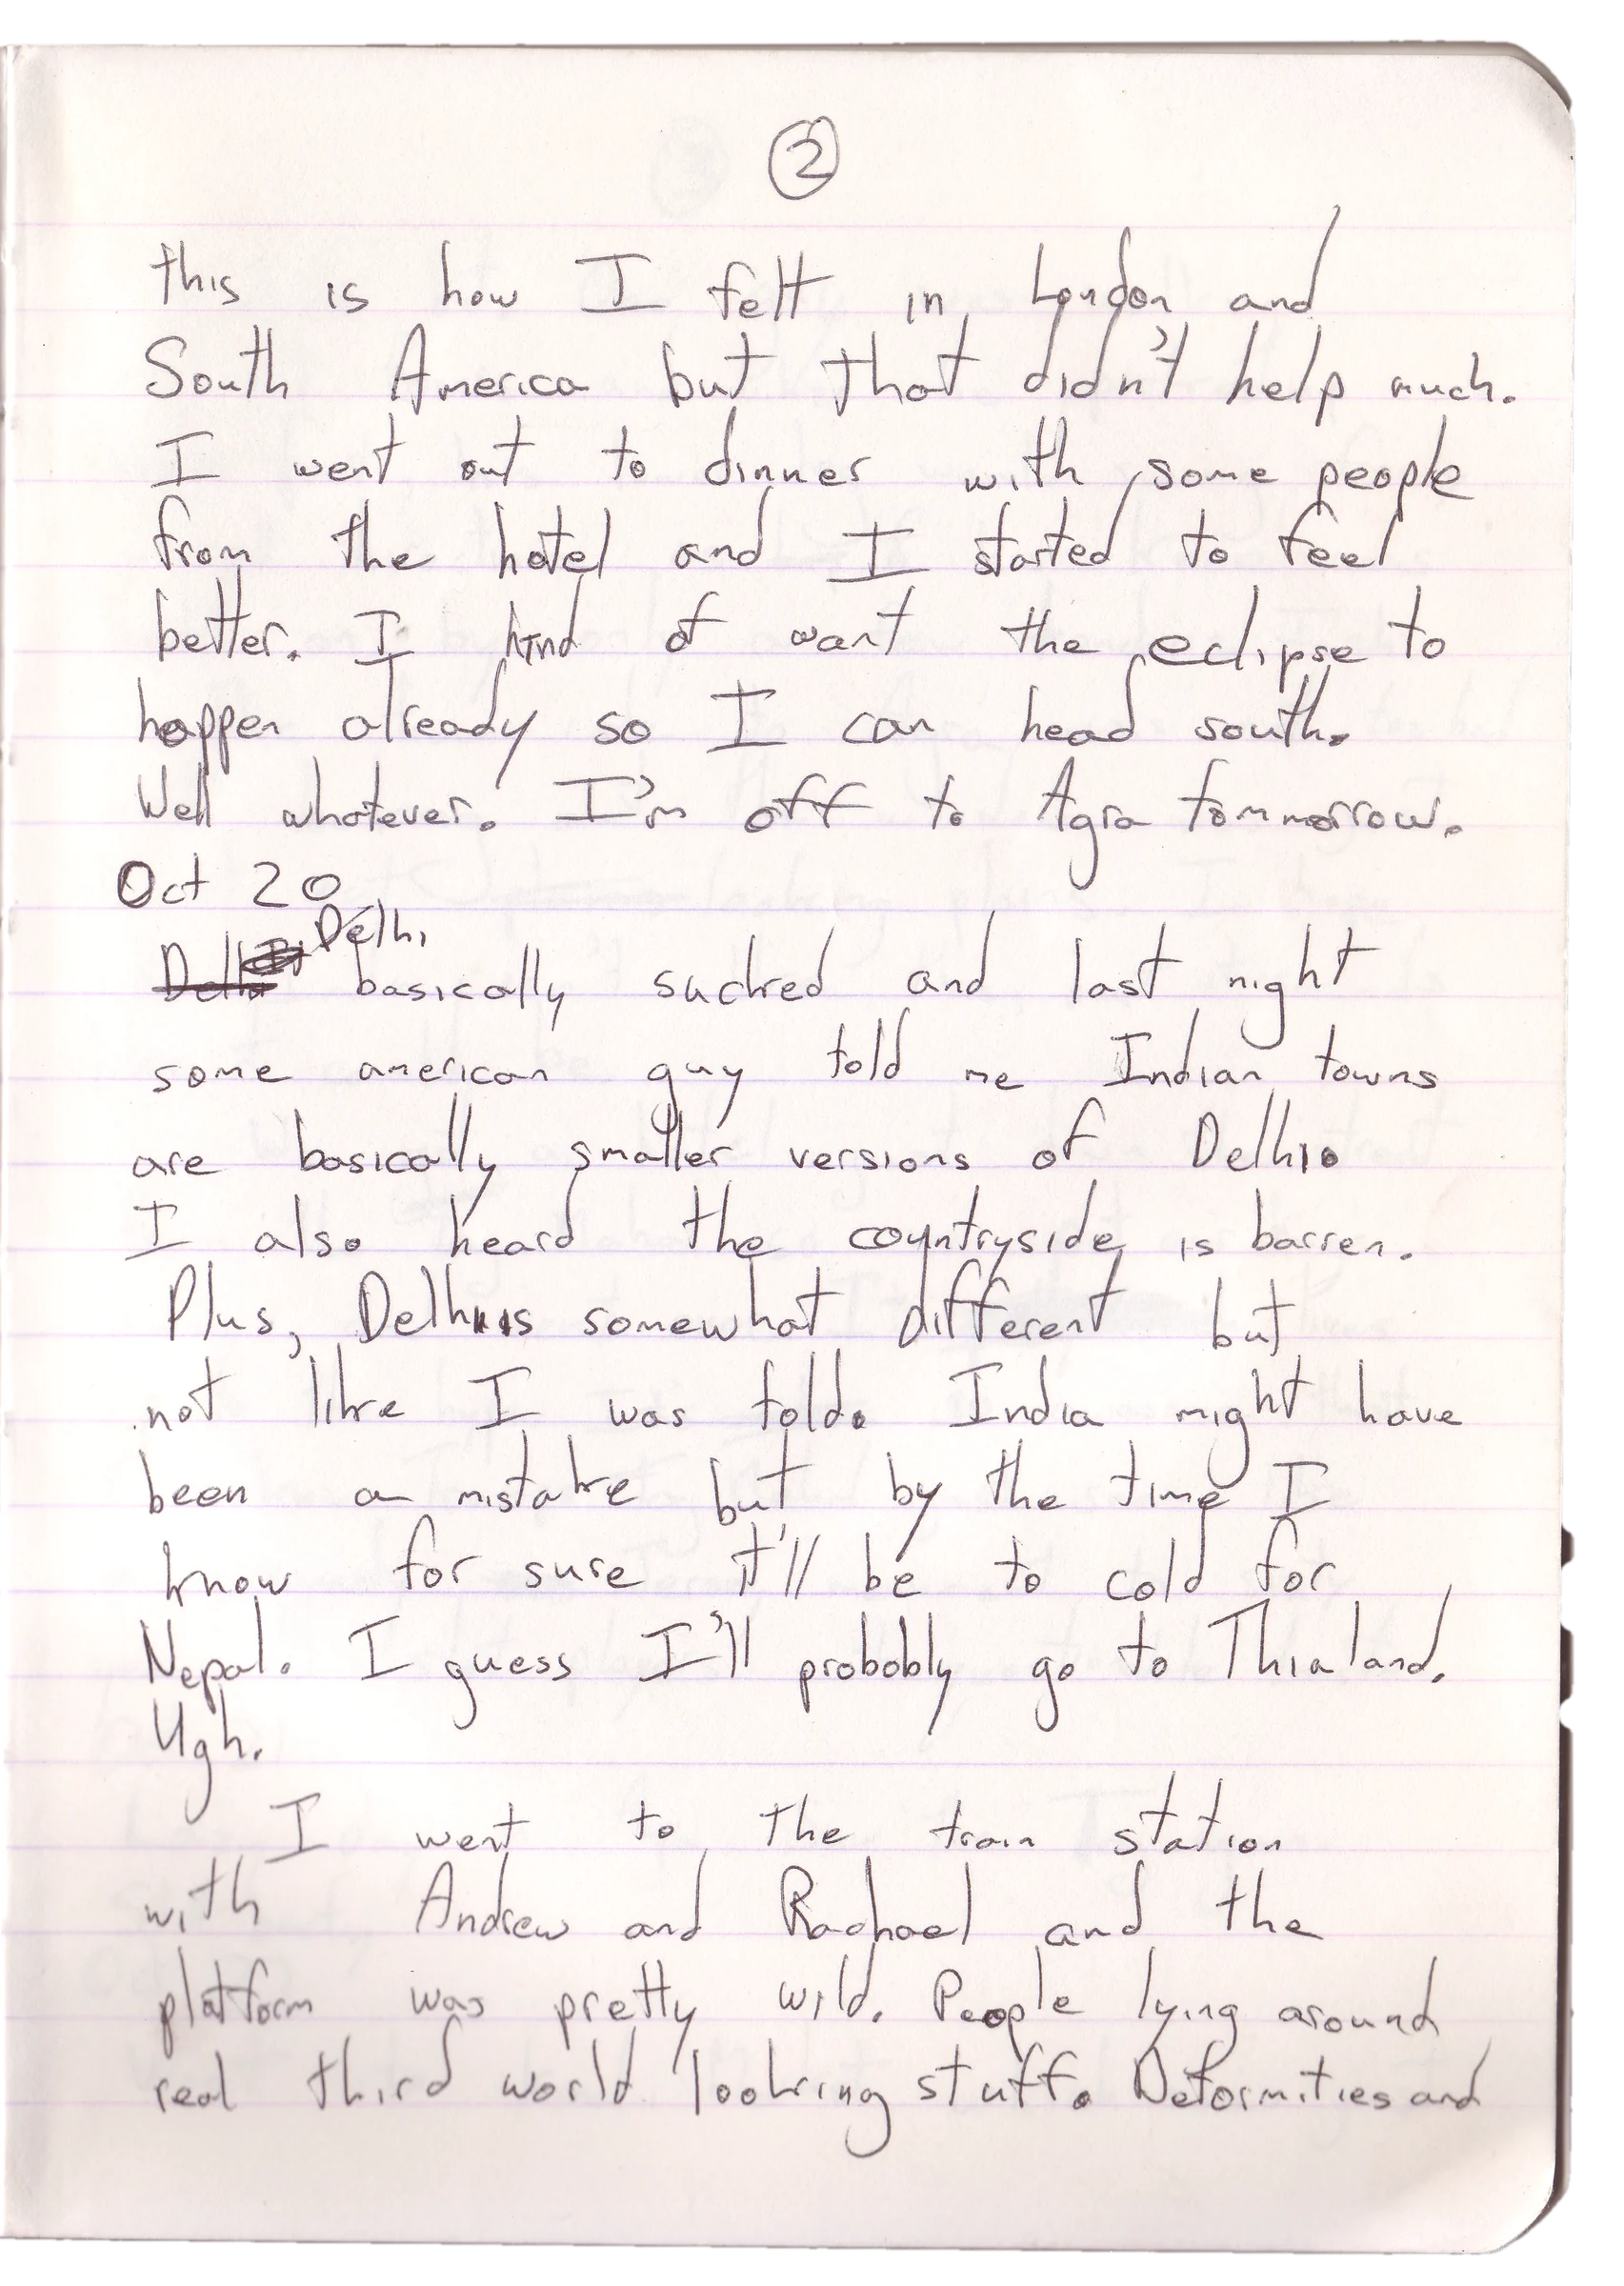 2
this is how I felt in London and
South America but that didn't help much.
I went out to dinner with some people
from the hotel and I started to feel
better. I kind of want the eclipse to
happen already so I can head south.
Well whatever. I'm off to Agra tommorrow.
Oct 20
Delhi
Delhi basically sucked and last night
some american guy told me Indian towns
are basically smaller versions of Delhi.
I also heard the countryside is barren.
Plus, Delhi is somewhat different but
not like I was told. India might have
been a mistake but by the time I
know for sure it'll be to cold for
Nepal. I guess I'll probobly go to Thialand.
Ugh.
I went to the train station
with Andrew and Rachael and the
platform was pretty wild. People lying around
real third world looking stuff. Deformities and